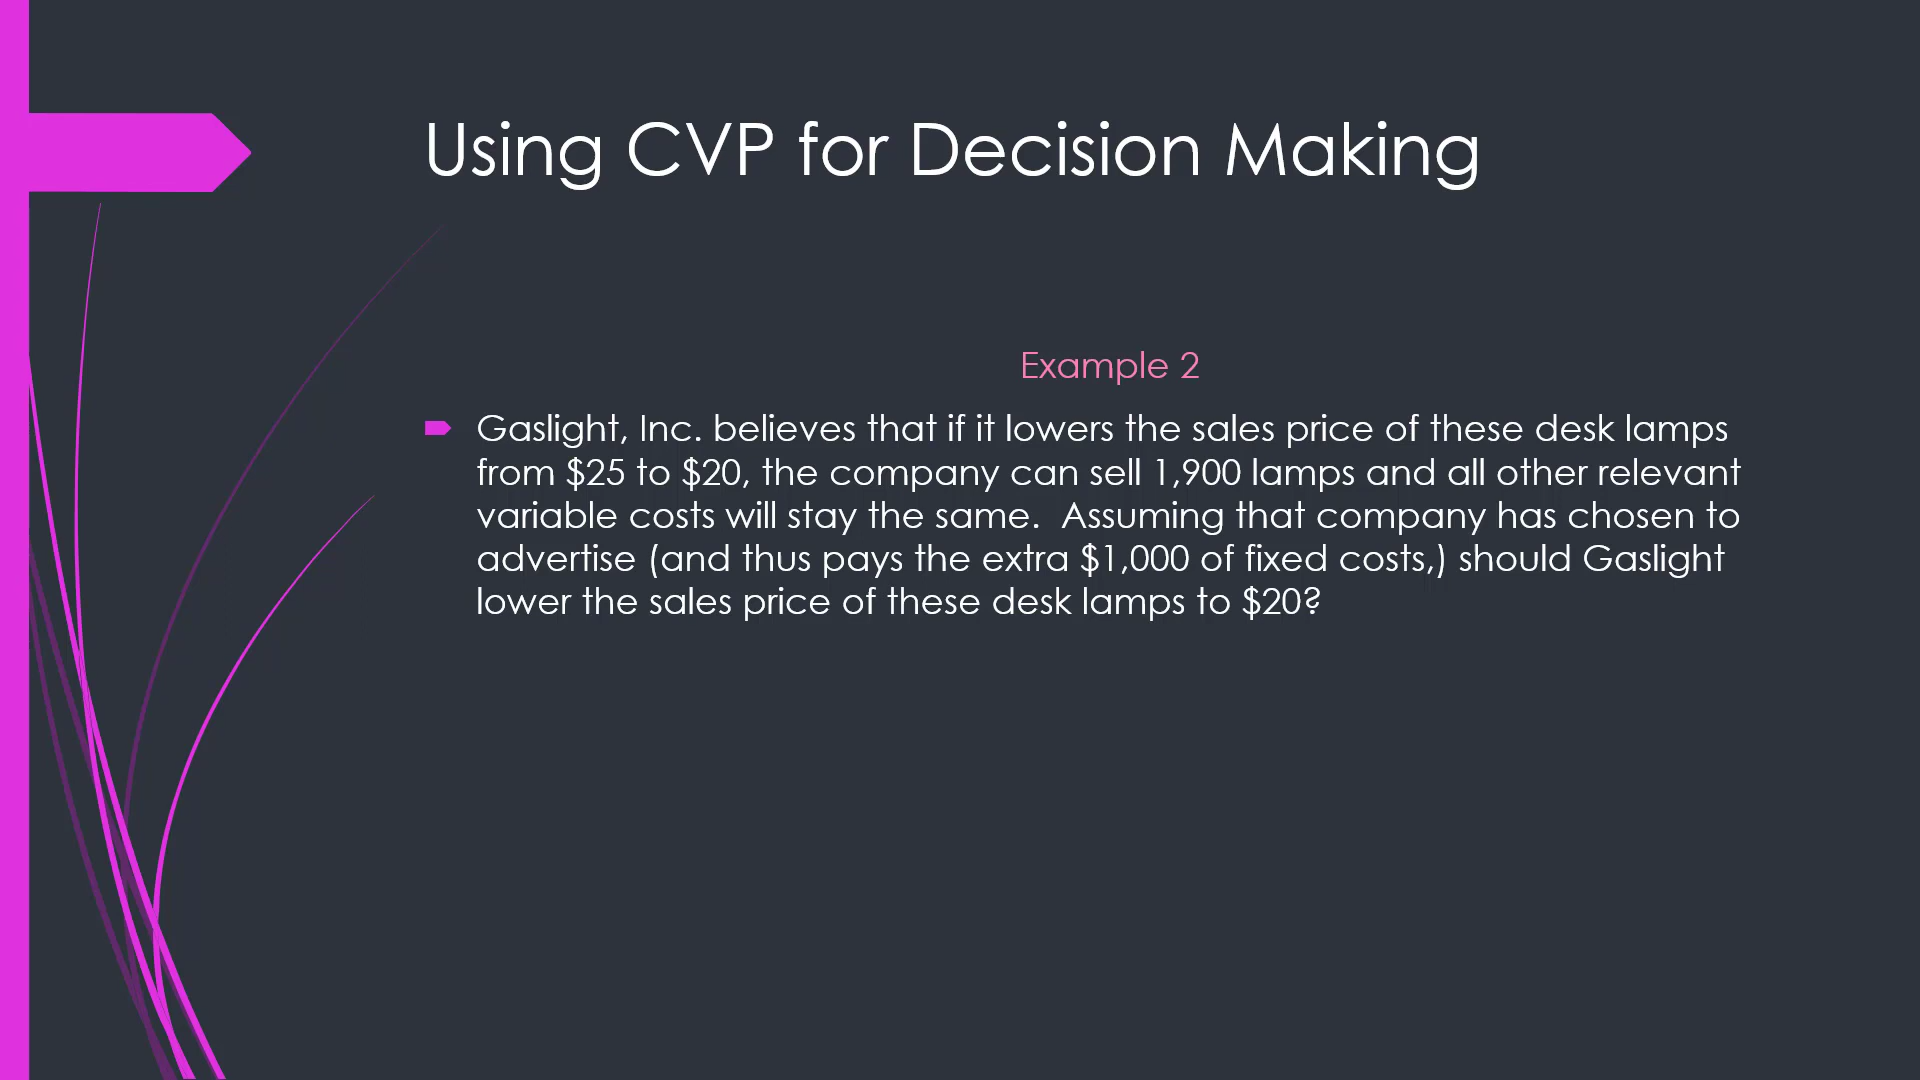 Using CVP for Decision Making
Example 2
Gaslight, Inc. believes that if it lowers the sales price of these desk lamps
from $25 to $20, the company can sell 1,900 lamps and all other relevant
variable costs will stay the same.  Assuming that company has chosen to
advertise (and thus pays the extra $1,000 of fixed costs,) should Gaslight
lower the sales price of these desk lamps to $20?